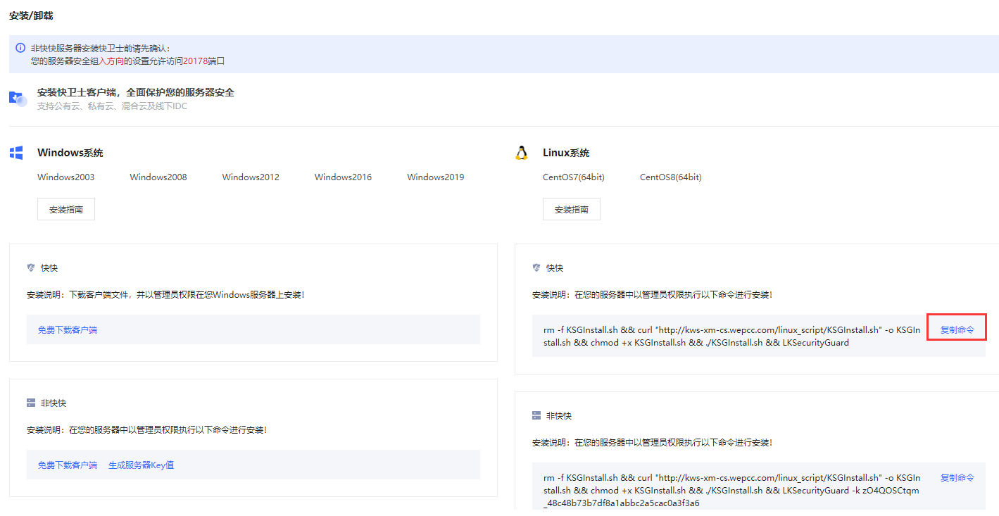 安装/卸载
非快快服务器安装快卫士前请先确认：
您的服务器安全组入方向的设置允许访问20178端口
安装快卫士客户端，全面保护您的服务器安全
支持公有云、私有云、混合云及线下IDC
Windows系统
Windows2003 Windows2008 Windows2012 Windows2016 Windows2019
安装指南
快快
安装说明：下载客户端文件，并以管理员权限在您Windows服务器上安装！
免费下载客户端
非快快
安装说明：在您的服务器中以管理员权限执行以下命令进行安装！
免费下载客户端 生成服务器Key值
Linux系统
CentOS7(64bit) CentOS8(64bit)
安装指南
快快
安装说明：在您的服务器中以管理员权限执行以下命令进行安装！
rm -f KSGInstall.sh && curl "http://kws-xm-cs.wepcc.com/linux_script/KSGInstall.sh" -o KSGIn
stall.sh && chmod +x KSGInstall.sh && ./KSGInstall.sh && LKSecurityGuard
复制命令
非快快
安装说明：在您的服务器中以管理员权限执行以下命令进行安装！
rm -f KSGInstall.sh && curl "http://kws-xm-cs.wepcc.com/linux_script/KSGInstall.sh" -o KSGIn
stall.sh && chmod +x KSGInstall.sh && ./KSGInstall.sh && LKSecurityGuard -k zO4QOSCtqm
_48c48b73b7df8a1abbc2a5cac0a3f3a6
复制命令